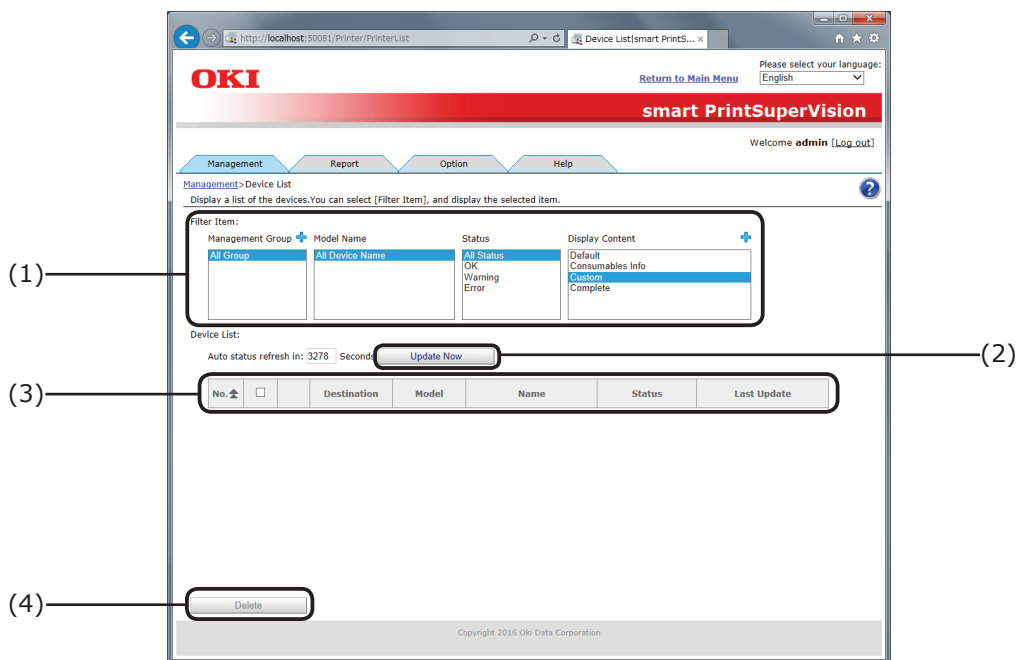 http://localhost:50081/Printer/PrinterList
Device List|smart PrintS...
OKI
Return to Main Menu
Please select your language:
English
smart PrintSuperVision
Welcome admin [Log out]
Management Report Option Help
Management>Device List
Display a list of the devices.You can select [Filter Item], and display the selected item.
Filter Item:
Management Group Model Name Status Display Content
All Group All Device Name All Status Default
OK Consumables Info
Warning Custom
Error Complete
(1)
Device List:
Auto status refresh in: 3278 Seconds Update Now
(2)
(3)
No. Destination Model Name Status Last Update
(4)
Delete
Copyright 2016 Oki Data Corporation